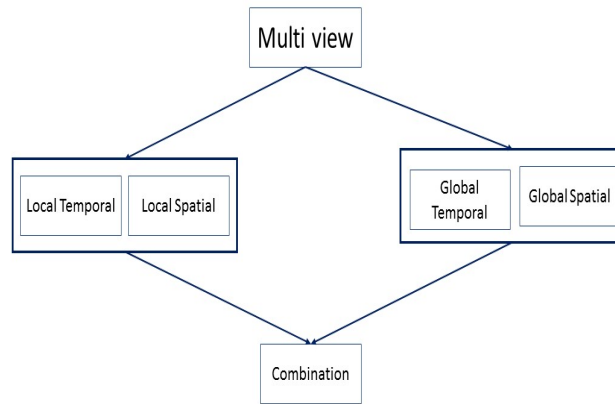 Multi view
Local Temporal
Local Spatial
Global
Temporal
Global Spatial
Combination